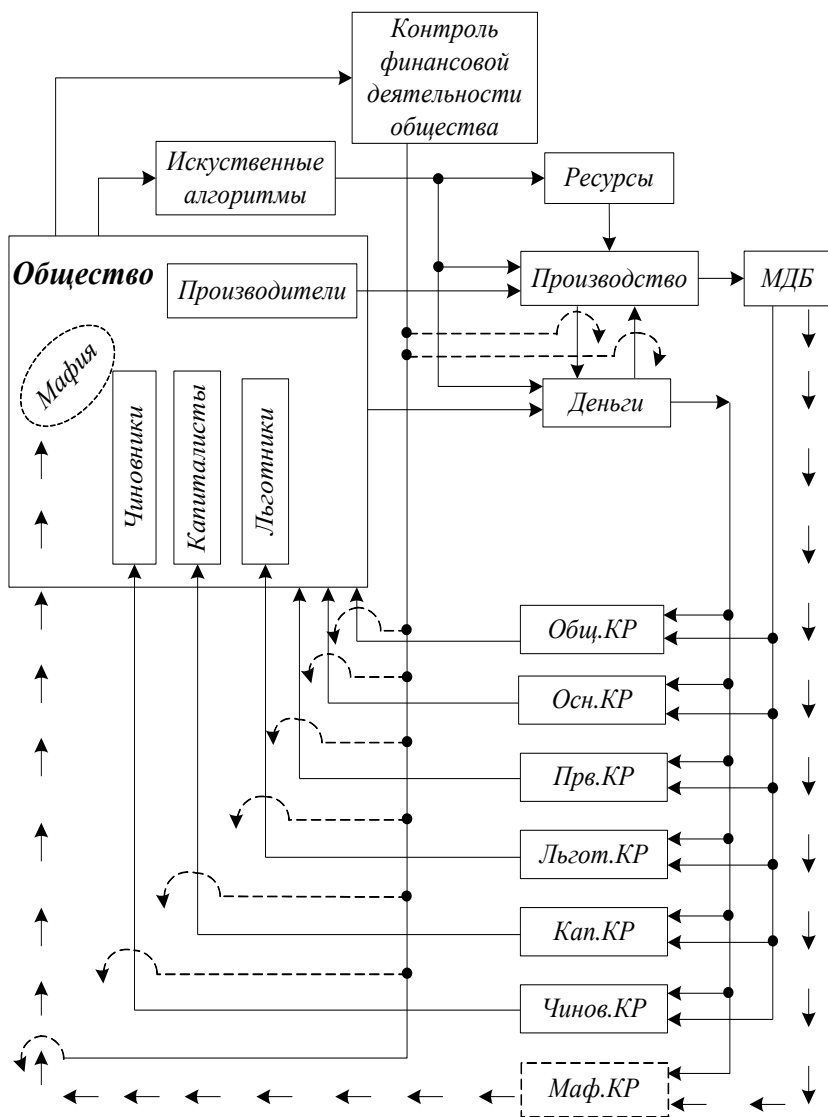 Контроль
финансовой
деятельности
общества
Искуственные
алгоритмы
Ресурсы
Общество
Производители
Производство
МДБ
Мафия
Чиновники
Капиталисты
Льготники
Деньги
Общ.КР
Осн.КР
Прв.КР
Льгот.КР
Кап.КР
Чинов.КР
Маф.КР